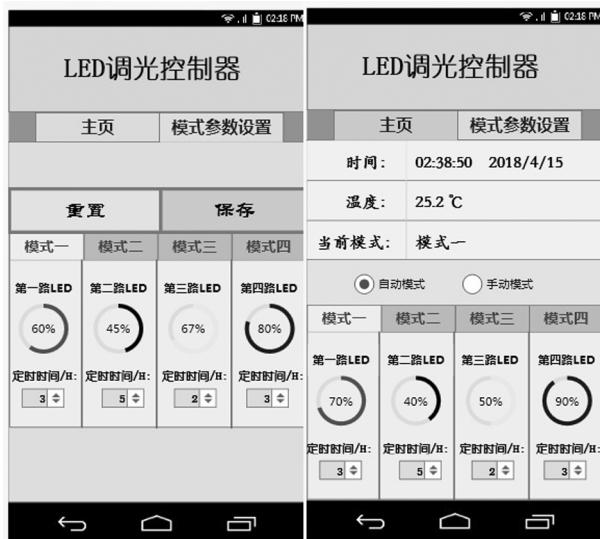 02:18 PM
LED调光控制器
主页 模式参数设置
重置 保存
模式一 模式二 模式三 模式四
第一路LED 第二路LED 第三路LED 第四路LED
60% 45% 67% 80%
定时时间/H: 定时时间/H: 定时时间/H: 定时时间/H:
3 5 2 3
02:18 PM
LED调光控制器
主页 模式参数设置
时间: 02:38:50 2018/4/15
温度: 25.2℃
当前模式: 模式一
自动模式 手动模式
模式一 模式二 模式三 模式四
第一路LED 第二路LED 第三路LED 第四路LED
70% 40% 50% 90%
定时时间/H: 定时时间/H: 定时时间/H: 定时时间/H:
3 5 2 3